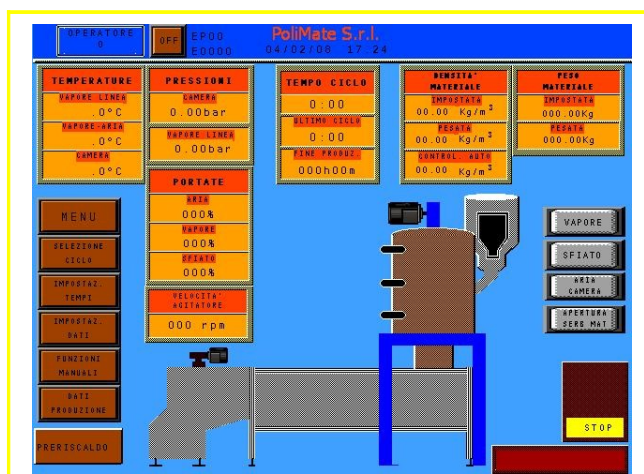 OPERATORE
0
OFF
EP00
E0000
PoliMate S.r.l.
04/02/08 17.24
TEMPERATURE
VAPORE LINEA
.0°C
VAPORE-ARIA
.0°C
CAMERA
.0°C
PRESSIONI
CAMERA
0.00bar
VAPORE LINEA
0.00bar
PORTATE
ARIA
000%
VAPORE
000%
SFIATO
000%
VELOCITA'
AGITATORE
000 rpm
TEMPO CICLO
0:00
ULTIMO CICLO
0:00
FINE PRODUZ.
000h00m
DENSITA'
MATERIALE
IMPOSTATA
00.00 Kg/m³
PESATA
00.00 Kg/m³
CONTROL. AUTO
00.00 Kg/m³
PESO
MATERIALE
IMPOSTATA
000.00Kg
PESATA
000.00Kg
MENU
SELEZIONE
CICLO
IMPOSTAZ.
TEMPI
IMPOSTAZ.
DATI
FUNZIONI
MANUALI
DATI
PRODUZIONE
PRERISCALDO
VAPORE
SFIATO
ARIA
CAMERA
APERTURA
SERB MAT
STOP